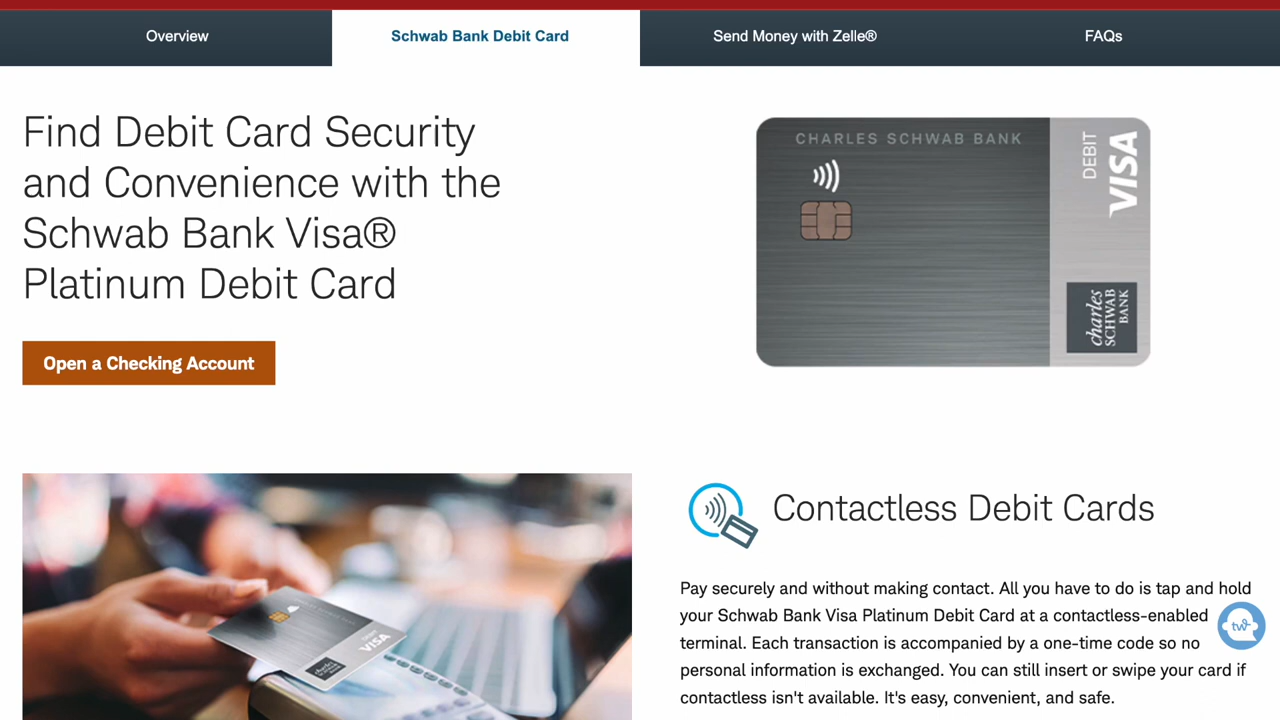 Overview
Schwab Bank Debit Card
Send Money with Zelle®
FAQs
Find Debit Card Security
and Convenience with the
Schwab Bank Visa®
Platinum Debit Card
Open a Checking Account
CHARLES SCHWAB BANK
DEBIT
VISA
charles
SCHWAB
BANK
VISA
Contactless Debit Cards
Pay securely and without making contact. All you have to do is tap and hold
your Schwab Bank Visa Platinum Debit Card at a contactless-enabled
terminal. Each transaction is accompanied by a one-time code so no
personal information is exchanged. You can still insert or swipe your card if
contactless isn't available. It's easy, convenient, and safe.